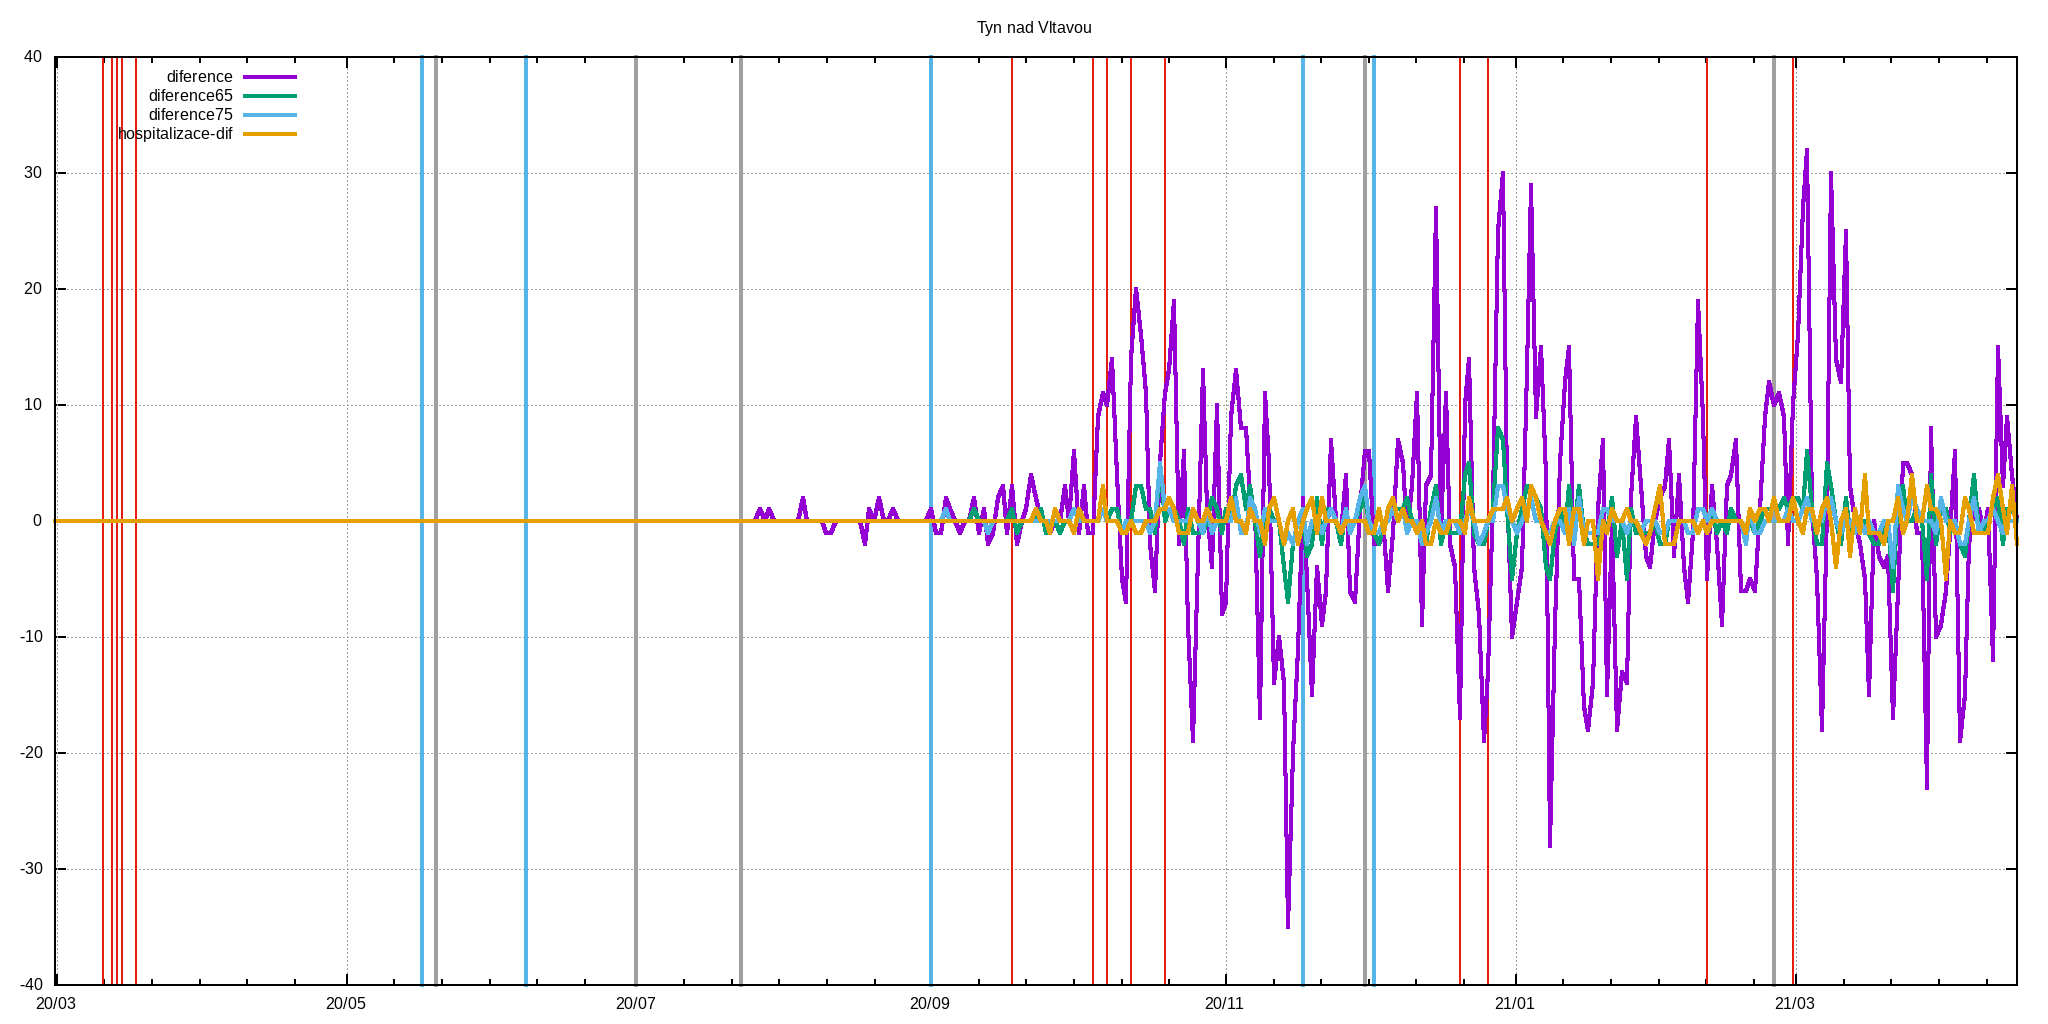 Tyn nad Vltavou
40
30
20
10
0
-10
-20
-30
-40
diference
diference65
diference75
hospitalizace-dif
20/03 20/05 20/07 20/09 20/11 21/01 21/03